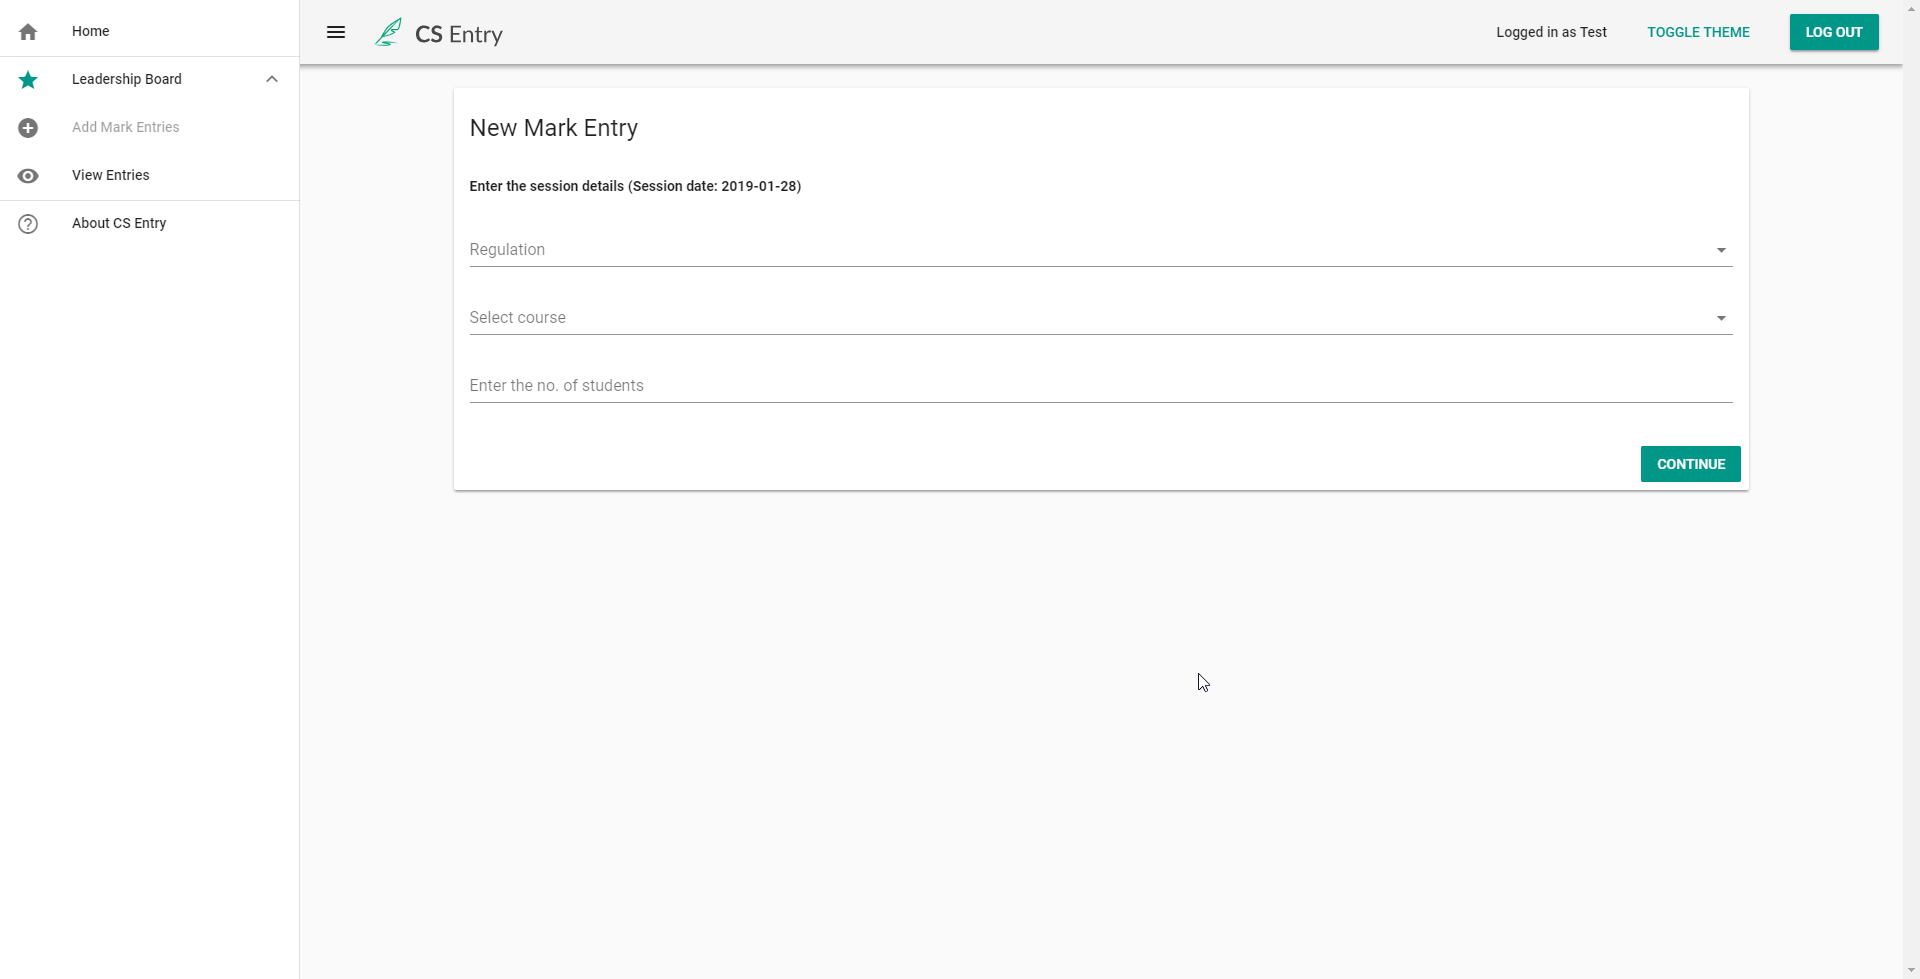 Home
Leadership Board
Add Mark Entries
View Entries
About CS Entry
CS Entry
Logged in as Test
TOGGLE THEME
LOG OUT
New Mark Entry
Enter the session details (Session date: 2019-01-28)
Regulation
Select course
Enter the no. of students
CONTINUE